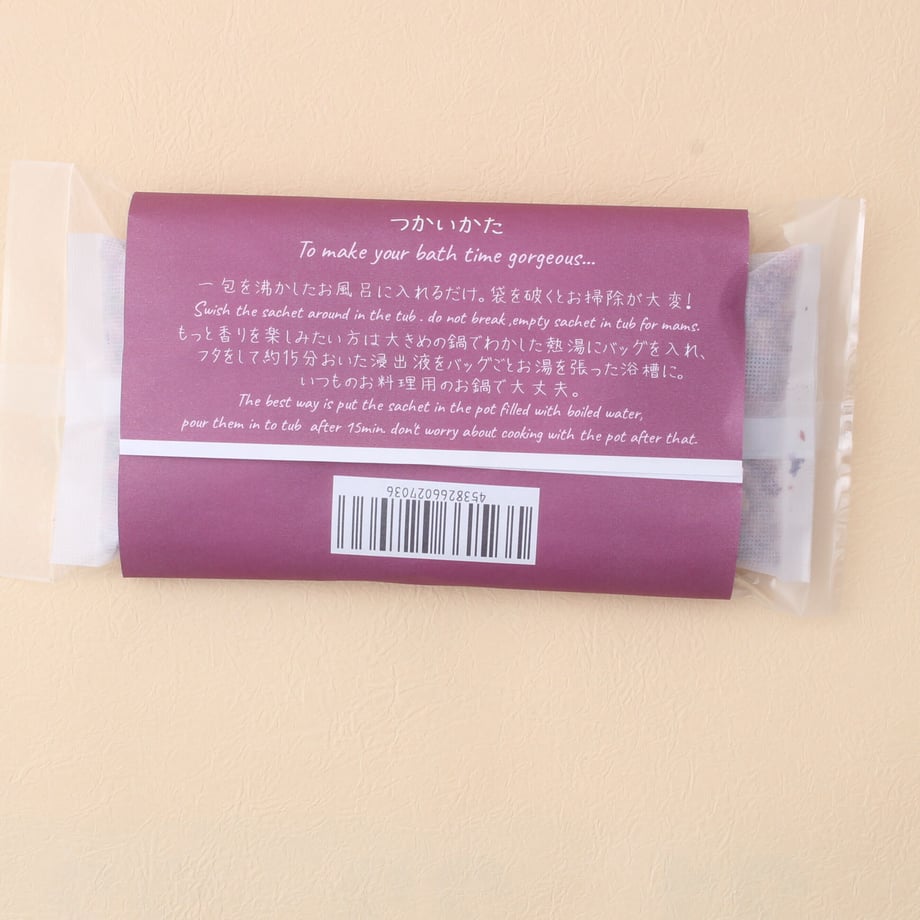 つかいかた
To make your bath time gorgeous...
一包を沸かしたお風呂に入れるだけ。袋を破くとお掃除が大変!
Swish the sachet around in the tub . do not break ,empty sachet in tub for mams.
もっと香りを楽しみたい方は大きめの鍋でわかした熱湯にバッグを入れ、
フタをして約15分おいた浸出液をバッグごとお湯を張った浴槽に。
いつものお料理用のお鍋で大丈夫。
The best way is put the sachet in the pot filled with boiled water,
pour them in to tub after 15min. don't worry about cooking with the pot after that.
4538266027036